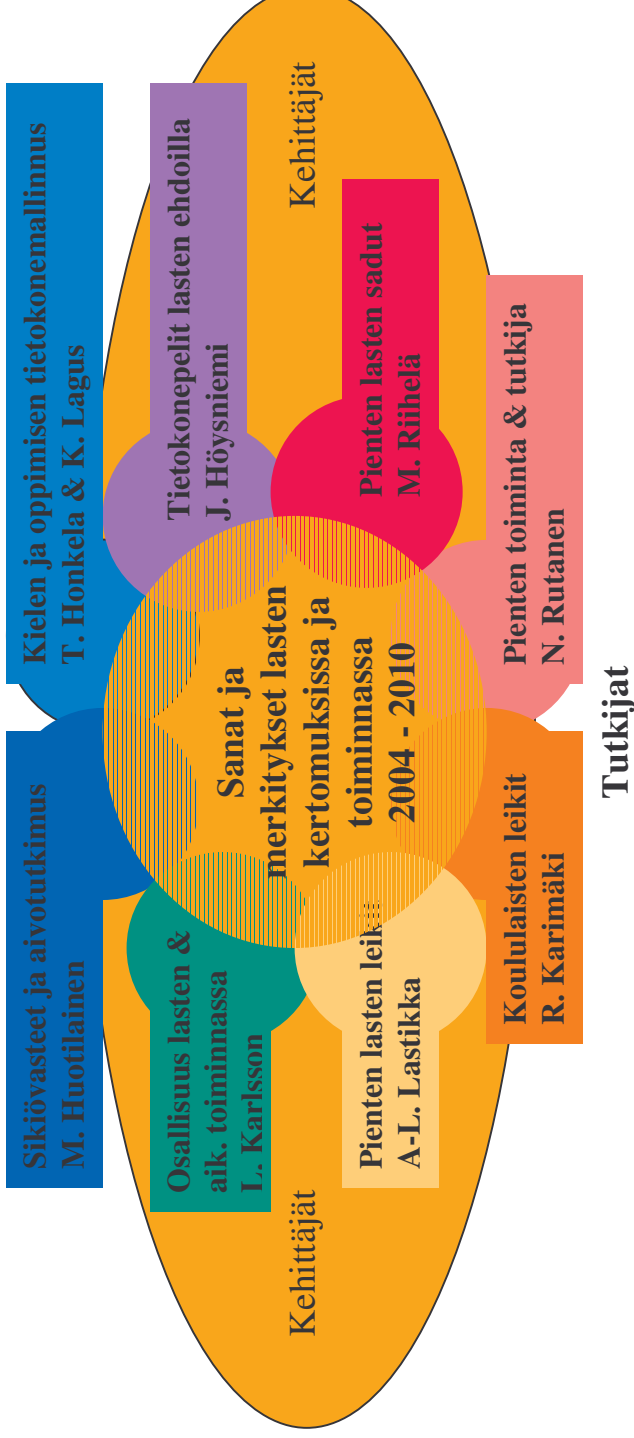 Sikiövasteet ja aivotutkimus
M. Huotilainen
Kielen ja oppimisen tietokonemallinnus
T. Honkela & K. Lagus
Osallisuus lasten &
aik. toiminnassa
L. Karlsson
Tietokonepelit lasten ehdoilla
J. Höysniemi
Kehittäjät
Sanat ja
merkitykset lasten
kertomuksissa ja
toiminnassa
2004 - 2010
Kehittäjät
Pienten lasten leikit
A-L. Lastikka
Pienten lasten sadut
M. Riihelä
Koululaisten leikit
R. Karimäki
Pienten toiminta & tutkija
N. Rutanen
Tutkijat